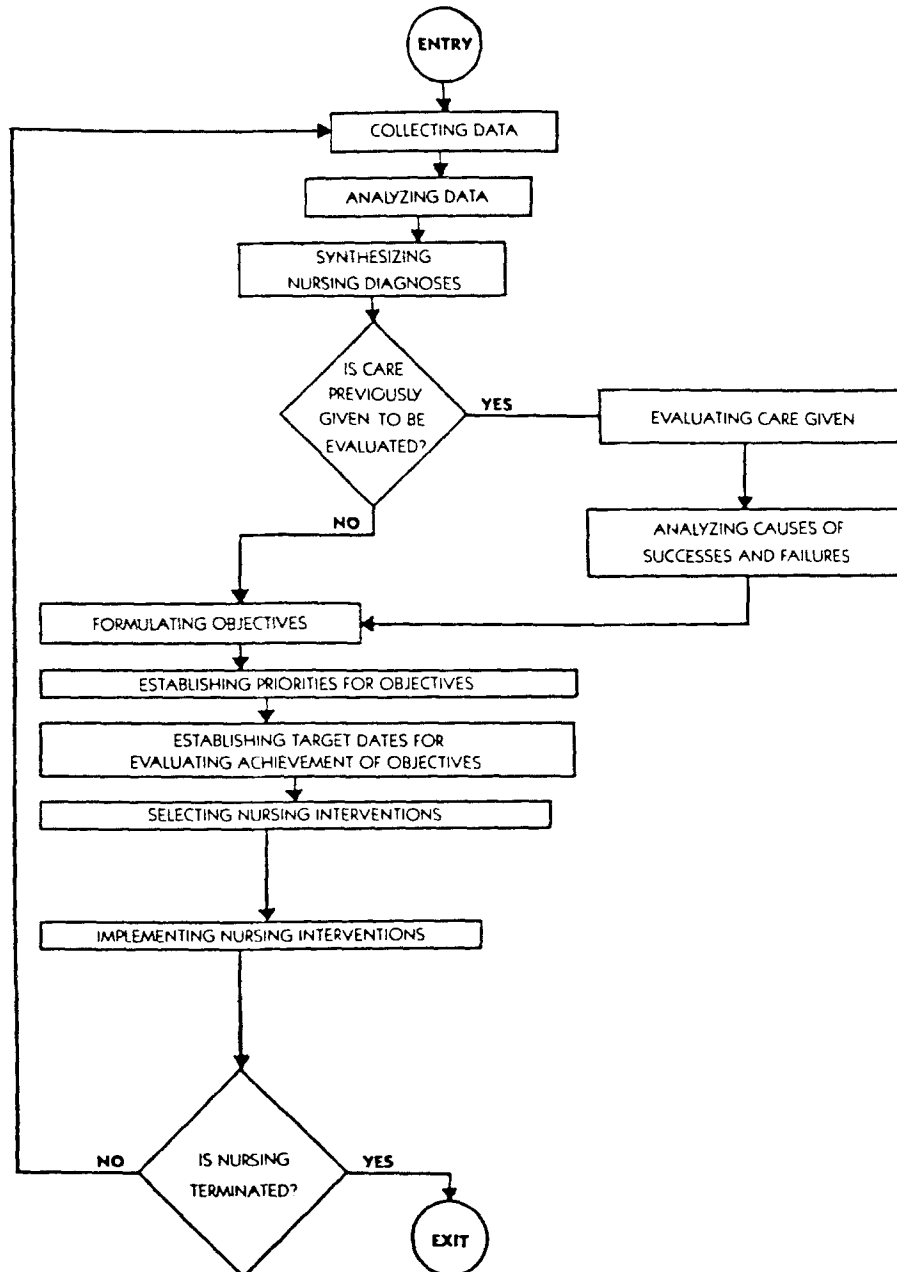 ENTRY
COLLECTING DATA
ANALYZING DATA
SYNTHESIZING
NURSING DIAGNOSES
IS CARE
PREVIOUSLY
GIVEN TO BE
EVALUATED?
YES
EVALUATING CARE GIVEN
ANALYZING CAUSES OF
SUCCESSES AND FAILURES
NO
FORMULATING OBJECTIVES
ESTABLISHING PRIORITIES FOR OBJECTIVES
ESTABLISHING TARGET DATES FOR
EVALUATING ACHIEVEMENT OF OBJECTIVES
SELECTING NURSING INTERVENTIONS
IMPLEMENTING NURSING INTERVENTIONS
NO
IS NURSING
TERMINATED?
YES
EXIT